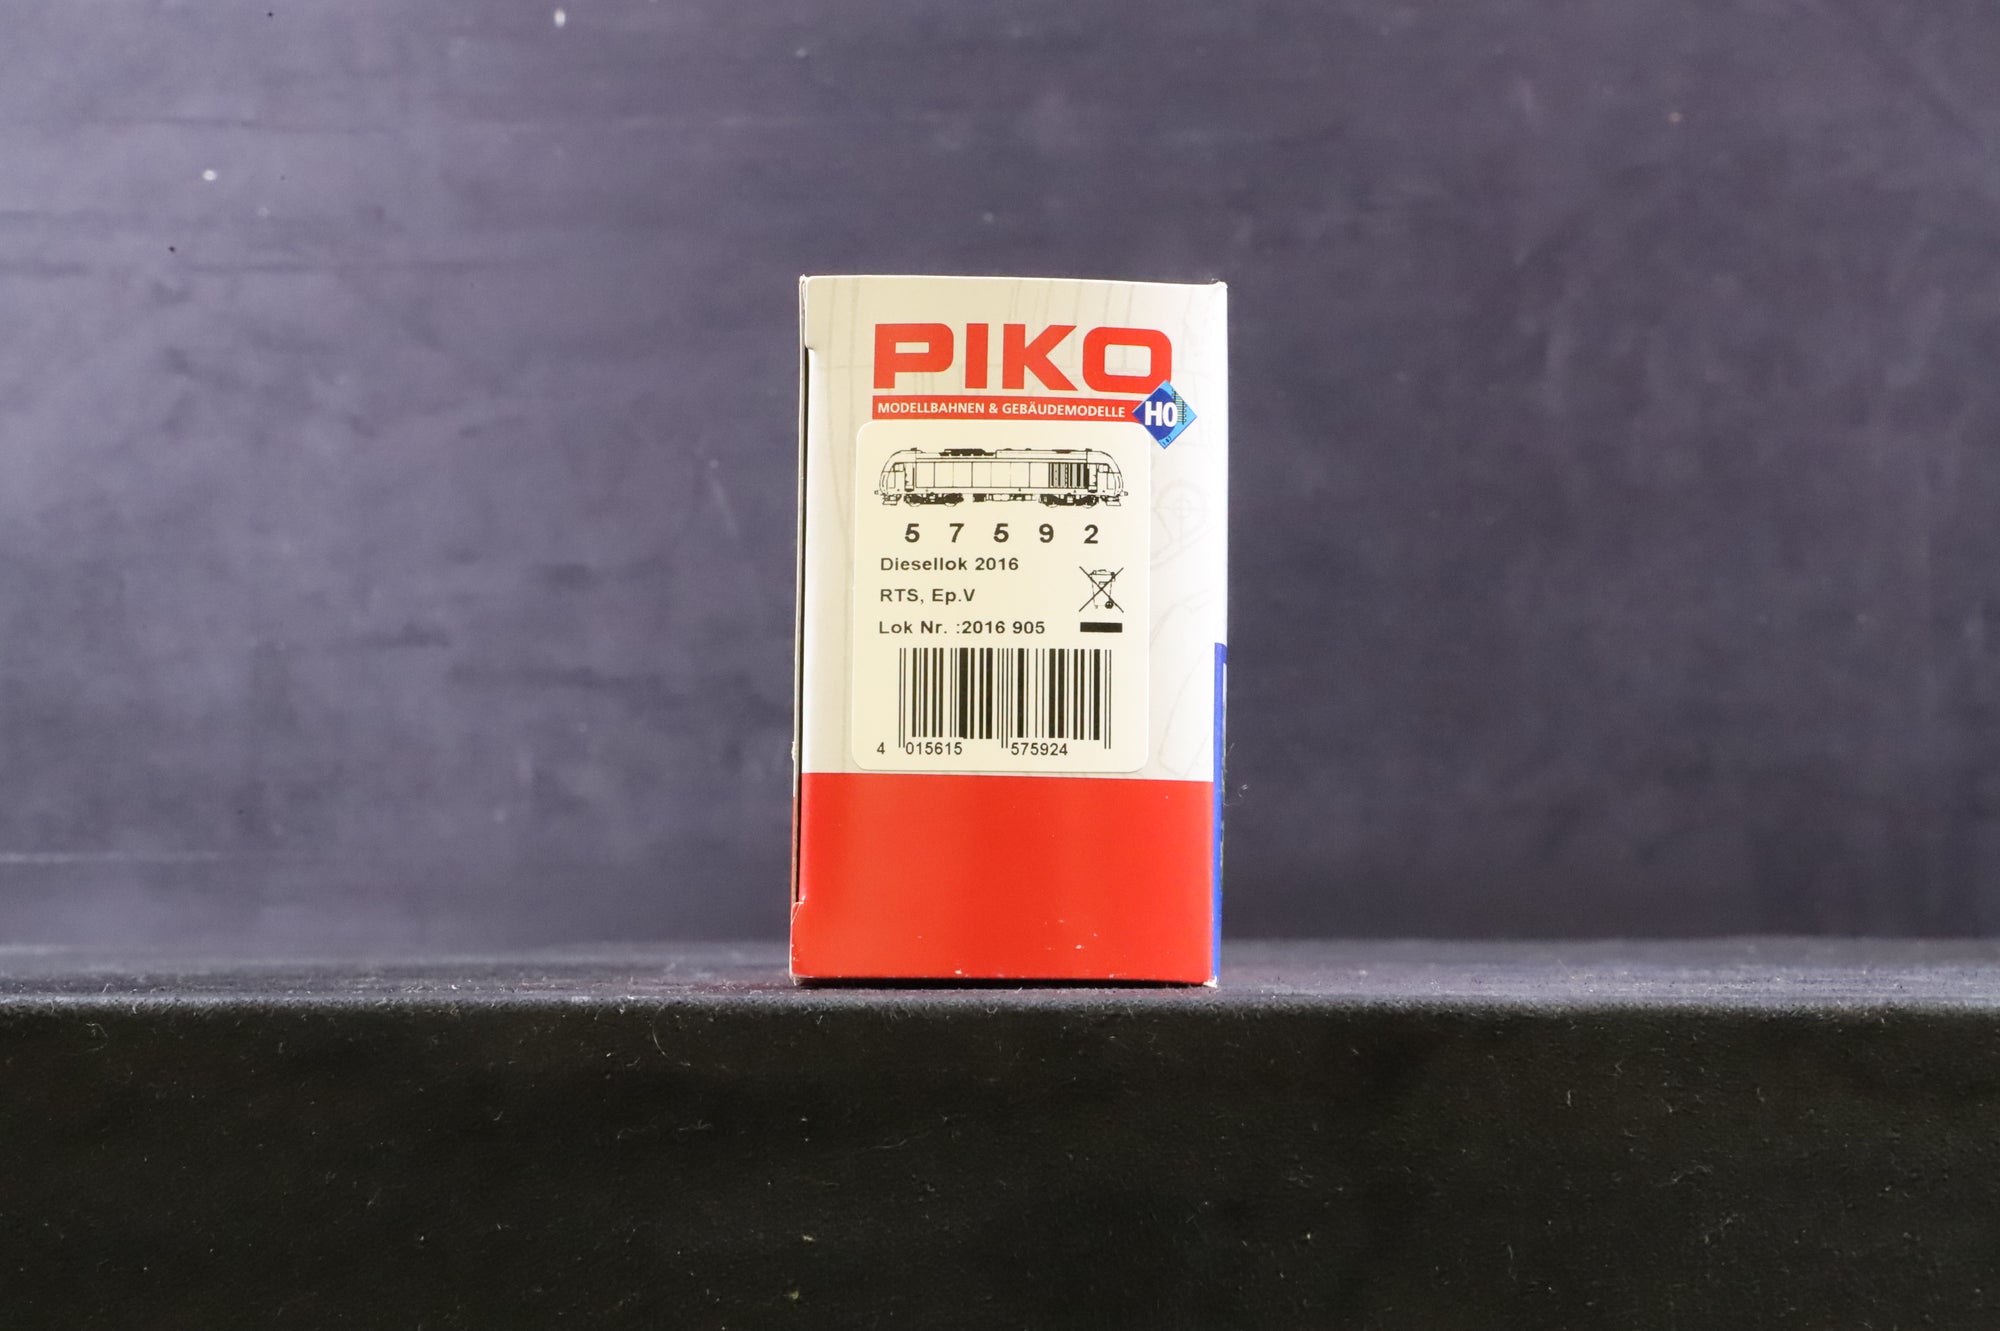 PIKO
MODELLBAHNEN & GEBÄUDEMODELLE
H0
5 7 5 9 2
Diesellok 2016
RTS, Ep.V
Lok Nr. :2016 905
4 015615 575924